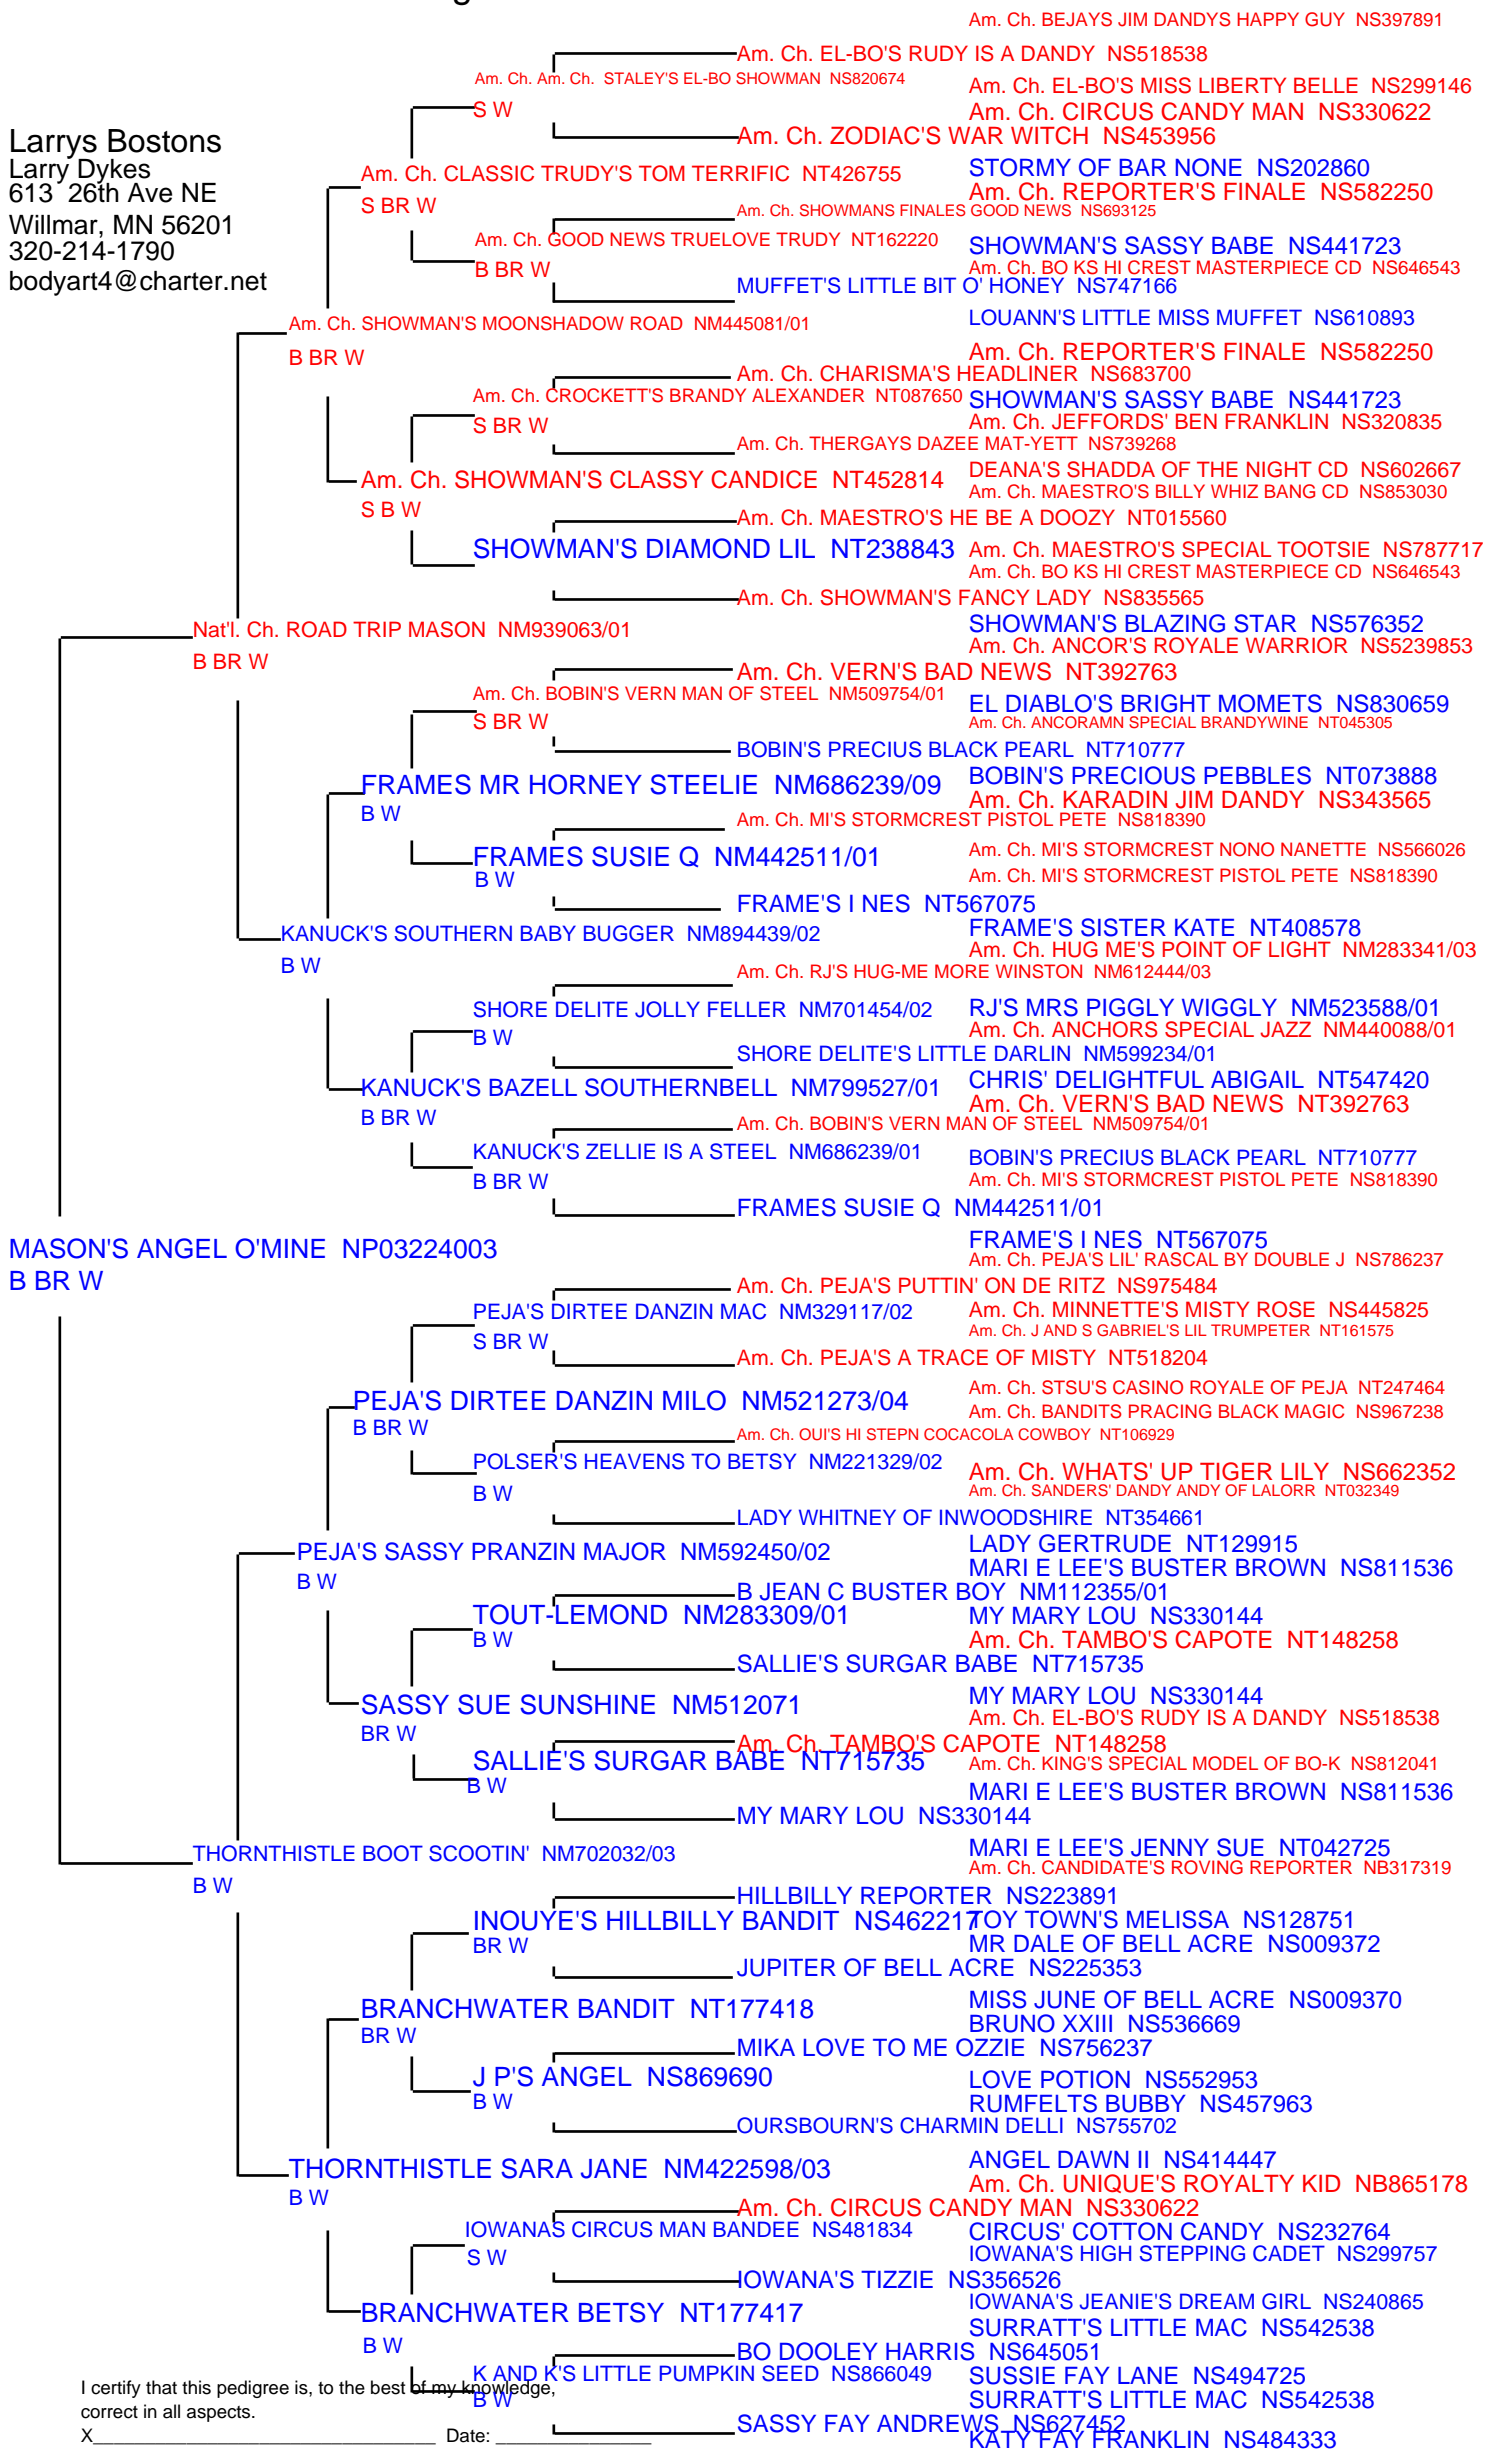 Am. Ch. BEJAYS JIM DANDYS HAPPY GUY NS397891
Am. Ch. EL-BO'S RUDY IS A DANDY NS518538
Am. Ch. Am. Ch. STALEY'S EL-BO SHOWMAN NS820674
Am. Ch. EL-BO'S MISS LIBERTY BELLE NS299146
S W
Am. Ch. CIRCUS CANDY MAN NS330622
Am. Ch. ZODIAC'S WAR WITCH NS453956
Larrys Bostons
Larry Dykes
613 26th Ave NE
Willmar, MN 56201
320-214-1790
bodyart4@charter.net
STORMY OF BAR NONE NS202860
Am. Ch. CLASSIC TRUDY'S TOM TERRIFIC NT426755
Am. Ch. REPORTER'S FINALE NS582250
S BR W
Am. Ch. SHOWMANS FINALES GOOD NEWS NS693125
Am. Ch. GOOD NEWS TRUELOVE TRUDY NT162220
SHOWMAN'S SASSY BABE NS441723
B BR W
Am. Ch. BO KS HI CREST MASTERPIECE CD NS646543
MUFFET'S LITTLE BIT O' HONEY NS747166
LOUANN'S LITTLE MISS MUFFET NS610893
Am. Ch. SHOWMAN'S MOONSHADOW ROAD NM445081/01
B BR W
Am. Ch. REPORTER'S FINALE NS582250
Am. Ch. CHARISMA'S HEADLINER NS683700
Am. Ch. CROCKETT'S BRANDY ALEXANDER NT087650
SHOWMAN'S SASSY BABE NS441723
S BR W
Am. Ch. JEFFORDS' BEN FRANKLIN NS320835
Am. Ch. THERGAYS DAZEE MAT-YETT NS739268
DEANA'S SHADDA OF THE NIGHT CD NS602667
Am. Ch. SHOWMAN'S CLASSY CANDICE NT452814
Am. Ch. MAESTRO'S BILLY WHIZ BANG CD NS853030
S B W
Am. Ch. MAESTRO'S HE BE A DOOZY NT015560
SHOWMAN'S DIAMOND LIL NT238843
Am. Ch. MAESTRO'S SPECIAL TOOTSIE NS787717
Am. Ch. BO KS HI CREST MASTERPIECE CD NS646543
Am. Ch. SHOWMAN'S FANCY LADY NS835565
SHOWMAN'S BLAZING STAR NS576352
Nat'l. Ch. ROAD TRIP MASON NM939063/01
B BR W
Am. Ch. ANCOR'S ROYALE WARRIOR NS5239853
Am. Ch. VERN'S BAD NEWS NT392763
Am. Ch. BOBIN'S VERN MAN OF STEEL NM509754/01
EL DIABLO'S BRIGHT MOMETS NS830659
S BR W
Am. Ch. ANCORAMN SPECIAL BRANDYWINE NT045305
BOBIN'S PRECIUS BLACK PEARL NT710777
BOBIN'S PRECIOUS PEBBLES NT073888
FRAMES MR HORNEY STEELIE NM686239/09
Am. Ch. KARADIN JIM DANDY NS343565
B W
Am. Ch. MI'S STORMCREST PISTOL PETE NS818390
FRAMES SUSIE Q NM442511/01
Am. Ch. MI'S STORMCREST NONO NANETTE NS566026
B W
Am. Ch. MI'S STORMCREST PISTOL PETE NS818390
FRAME'S I NES NT567075
FRAME'S SISTER KATE NT408578
KANUCK'S SOUTHERN BABY BUGGER NM894439/02
B W
Am. Ch. HUG ME'S POINT OF LIGHT NM283341/03
Am. Ch. RJ'S HUG-ME MORE WINSTON NM612444/03
SHORE DELITE JOLLY FELLER NM701454/02
RJ'S MRS PIGGLY WIGGLY NM523588/01
B W
Am. Ch. ANCHORS SPECIAL JAZZ NM440088/01
SHORE DELITE'S LITTLE DARLIN NM599234/01
CHRIS' DELIGHTFUL ABIGAIL NT547420
KANUCK'S BAZELL SOUTHERNBELL NM799527/01
Am. Ch. VERN'S BAD NEWS NT392763
B BR W
Am. Ch. BOBIN'S VERN MAN OF STEEL NM509754/01
KANUCK'S ZELLIE IS A STEEL NM686239/01
BOBIN'S PRECIUS BLACK PEARL NT710777
B BR W
Am. Ch. MI'S STORMCREST PISTOL PETE NS818390
FRAMES SUSIE Q NM442511/01
FRAME'S I NES NT567075
MASON'S ANGEL O'MINE NP03224003
B BR W
Am. Ch. PEJA'S LIL' RASCAL BY DOUBLE J NS786237
Am. Ch. PEJA'S PUTTIN' ON DE RITZ NS975484
PEJA'S DIRTEE DANZIN MAC NM329117/02
Am. Ch. MINNETTE'S MISTY ROSE NS445825
S BR W
Am. Ch. J AND S GABRIEL'S LIL TRUMPETER NT161575
Am. Ch. PEJA'S A TRACE OF MISTY NT518204
Am. Ch. STSU'S CASINO ROYALE OF PEJA NT247464
PEJA'S DIRTEE DANZIN MILO NM521273/04
Am. Ch. BANDITS PRACING BLACK MAGIC NS967238
B BR W
Am. Ch. OUI'S HI STEPN COCACOLA COWBOY NT106929
POLSER'S HEAVENS TO BETSY NM221329/02
Am. Ch. WHATS' UP TIGER LILY NS662352
B W
Am. Ch. SANDERS' DANDY ANDY OF LALORR NT032349
LADY WHITNEY OF INWOODSHIRE NT354661
LADY GERTRUDE NT129915
PEJA'S SASSY PRANZIN MAJOR NM592450/02
B W
MARI E LEE'S BUSTER BROWN NS811536
B JEAN C BUSTER BOY NM112355/01
TOUT-LEMOND NM283309/01
MY MARY LOU NS330144
B W
Am. Ch. TAMBO'S CAPOTE NT148258
SALLIE'S SURGAR BABE NT715735
MY MARY LOU NS330144
SASSY SUE SUNSHINE NM512071
Am. Ch. EL-BO'S RUDY IS A DANDY NS518538
BR W
Am. Ch. TAMBO'S CAPOTE NT148258
SALLIE'S SURGAR BABE NT715735
Am. Ch. KING'S SPECIAL MODEL OF BO-K NS812041
B W
MARI E LEE'S BUSTER BROWN NS811536
MY MARY LOU NS330144
MARI E LEE'S JENNY SUE NT042725
THORNTHISTLE BOOT SCOOTIN' NM702032/03
B W
Am. Ch. CANDIDATE'S ROVING REPORTER NB317319
HILLBILLY REPORTER NS223891
INOUYE'S HILLBILLY BANDIT NS462217
TOY TOWN'S MELISSA NS128751
BR W
MR DALE OF BELL ACRE NS009372
JUPITER OF BELL ACRE NS225353
MISS JUNE OF BELL ACRE NS009370
BRANCHWATER BANDIT NT177418
BRUNO XXIII NS536669
BR W
MIKA LOVE TO ME OZZIE NS756237
J P'S ANGEL NS869690
LOVE POTION NS552953
B W
RUMFELTS BUBBY NS457963
OURSBOURN'S CHARMIN DELLI NS755702
ANGEL DAWN II NS414447
THORNTHISTLE SARA JANE NM422598/03
B W
Am. Ch. UNIQUE'S ROYALTY KID NB865178
Am. Ch. CIRCUS CANDY MAN NS330622
IOWANAS CIRCUS MAN BANDEE NS481834
CIRCUS' COTTON CANDY NS232764
S W
IOWANA'S HIGH STEPPING CADET NS299757
IOWANA'S TIZZIE NS356526
IOWANA'S JEANIE'S DREAM GIRL NS240865
BRANCHWATER BETSY NT177417
SURRATT'S LITTLE MAC NS542538
B W
BO DOOLEY HARRIS NS645051
K AND K'S LITTLE PUMPKIN SEED NS866049
SUSSIE FAY LANE NS494725
B W
SURRATT'S LITTLE MAC NS542538
SASSY FAY ANDREWS NS627452
KATY FAY FRANKLIN NS484333
I certify that this pedigree is, to the best of my knowledge,
correct in all aspects.
X_________________________________ Date: _______________